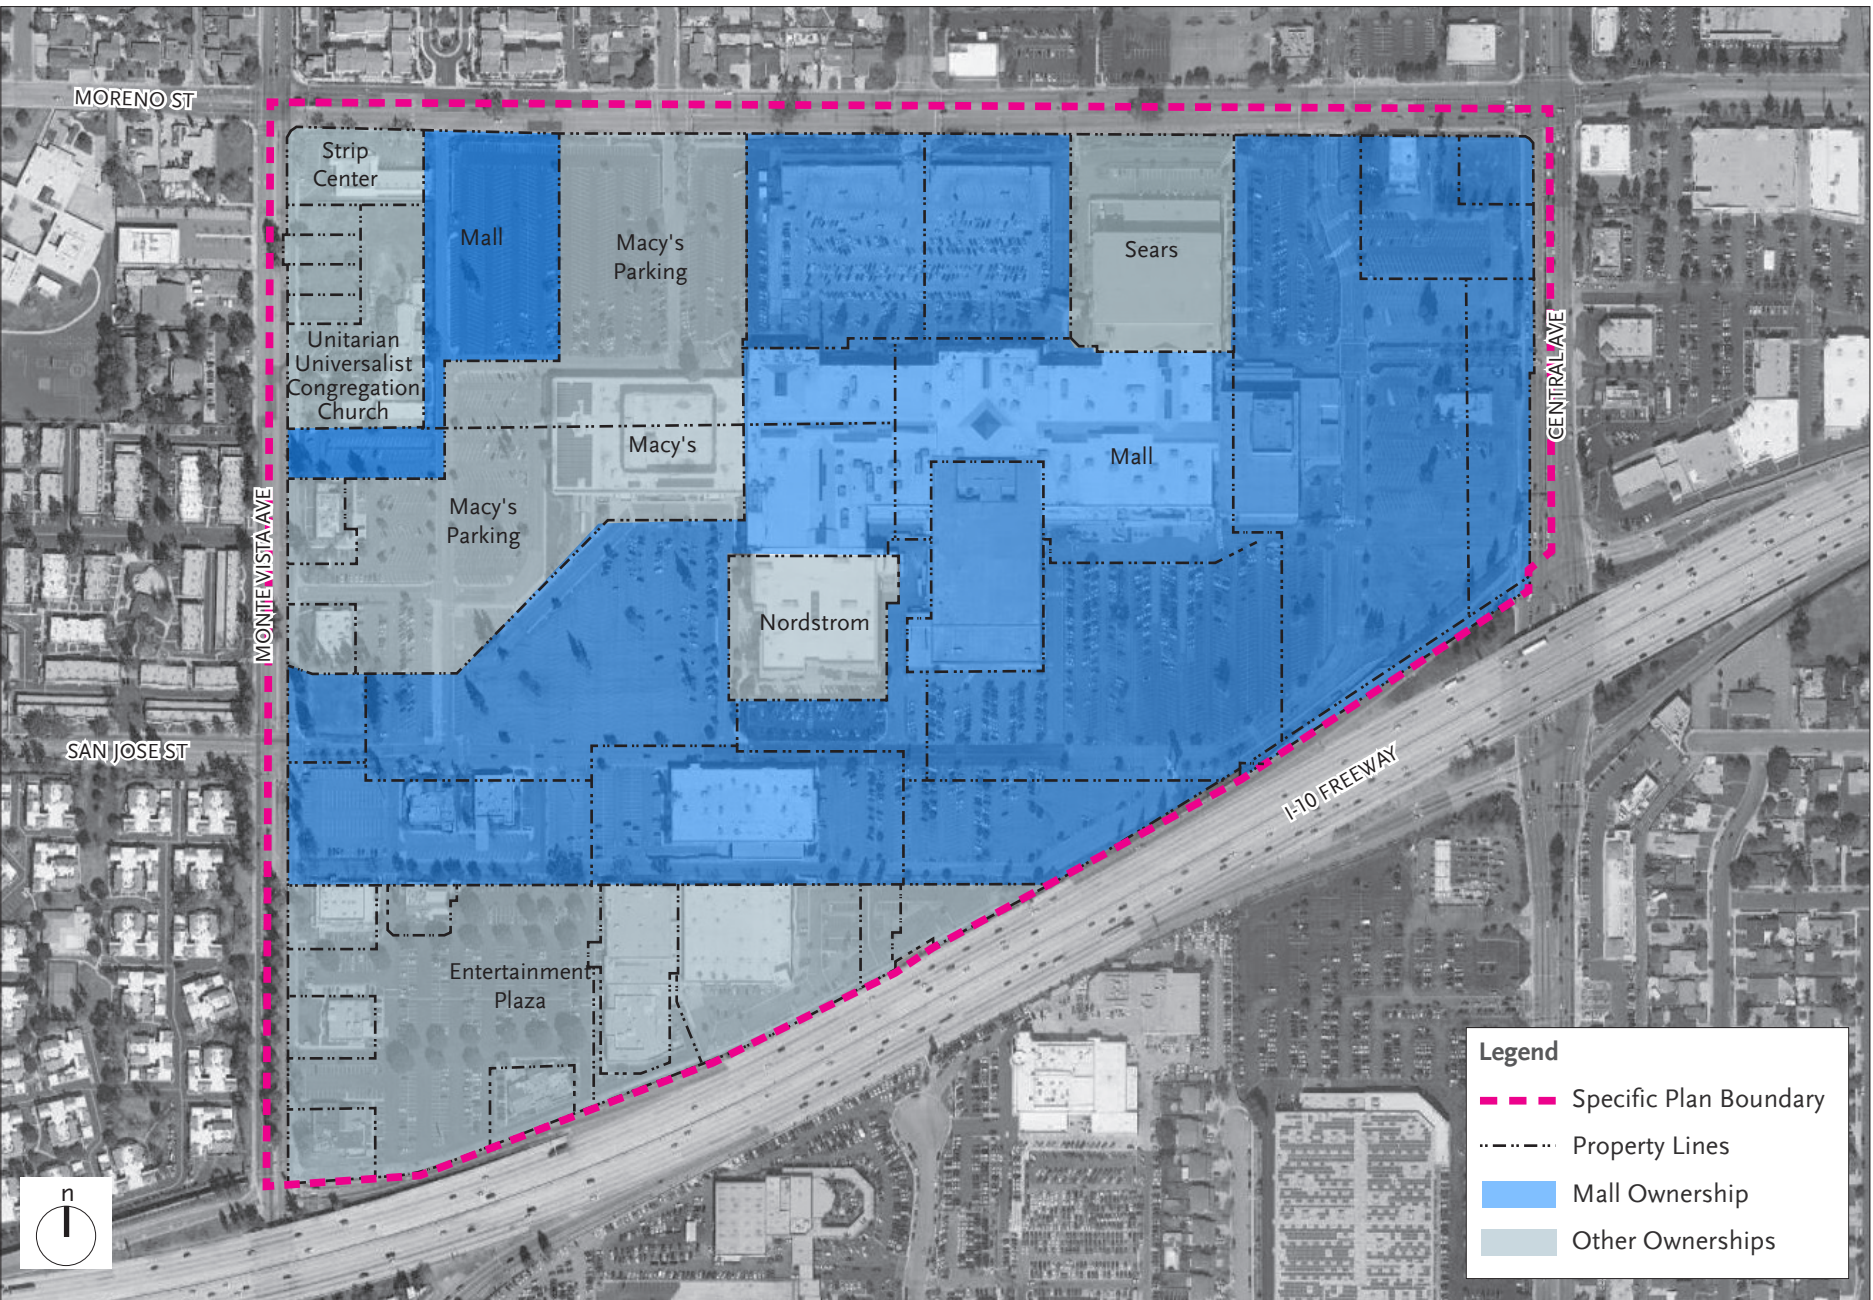 MORENO ST
Strip
Center
Mall
Macy's
Parking
Sears
Unitarian
Universalist
Congregation
Church
CENTRAL AVE
Macy's
Mall
MONTE VISTA AVE
Macy's
Parking
Nordstrom
SAN JOSE ST
I-10 FREEWAY
Entertainment
Plaza
Legend
Specific Plan Boundary
Property Lines
Mall Ownership
Other Ownerships
n